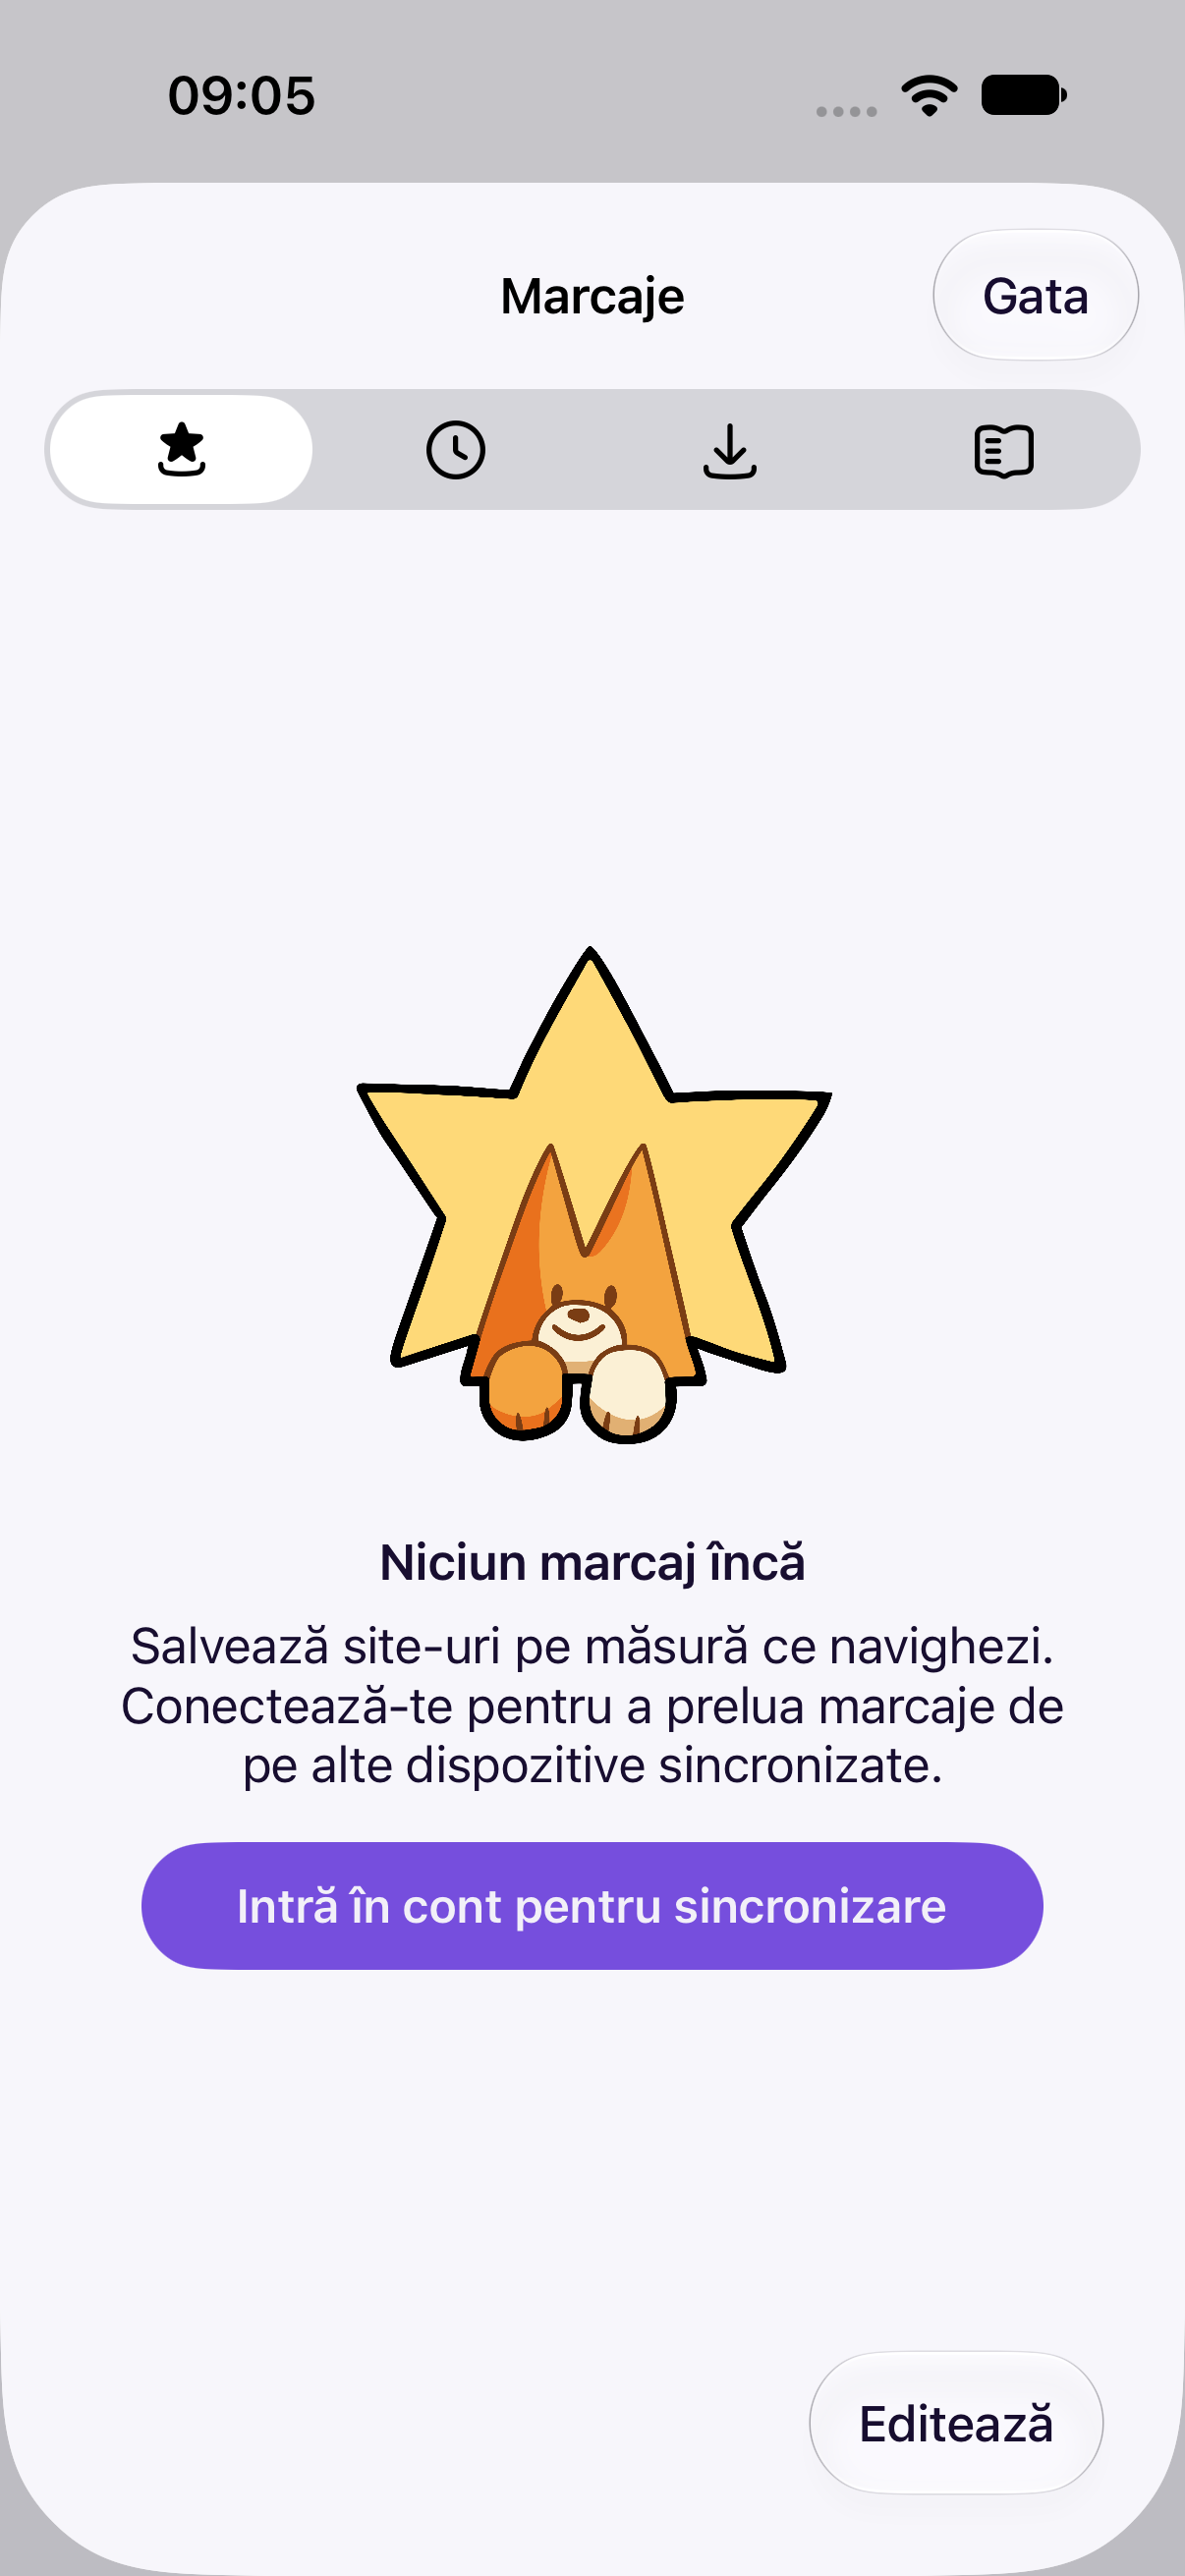 09:05
Marcaje
Gata
Niciun marcaj încă
Salvează site-uri pe măsură ce navighezi.
Conectează-te pentru a prelua marcaje de
pe alte dispozitive sincronizate.
Intră în cont pentru sincronizare
Editează